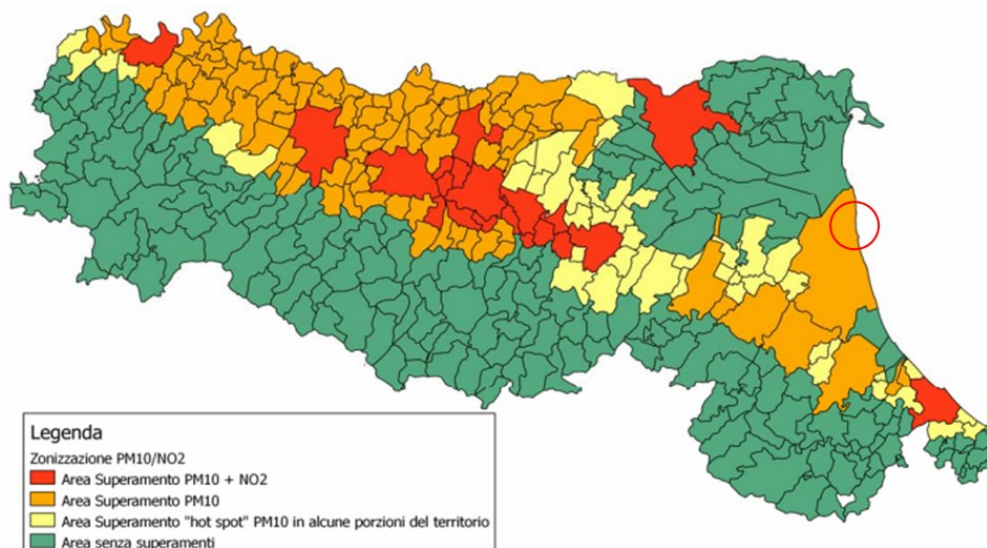 Legenda
Zonizzazione PM10/NO2
Area Superamento PM10 + NO2
Area Superamento PM10
Area Superamento "hot spot" PM10 in alcune porzioni del territorio
Area senza superamenti